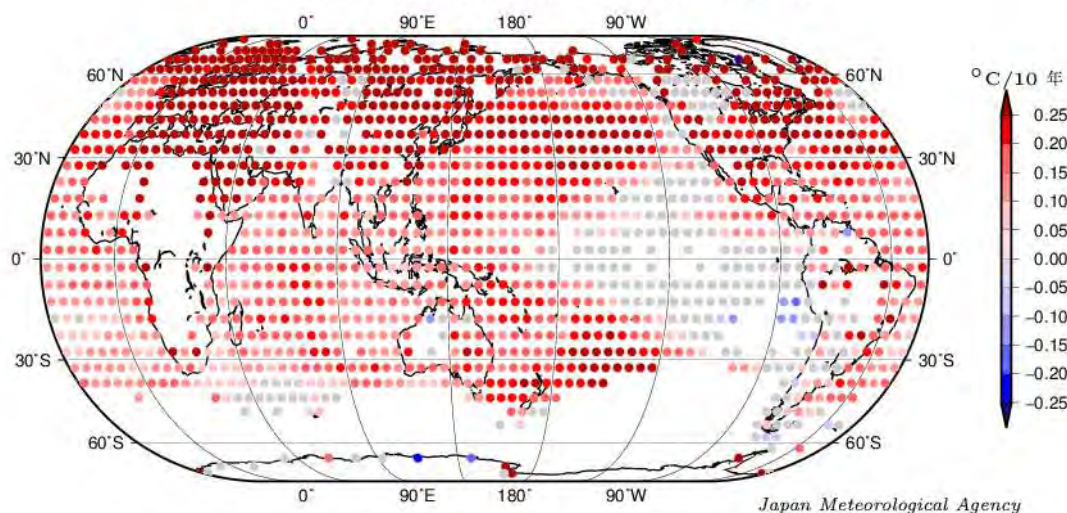 0° 90°E 180° 90°W
60°N 60°N
30°N 30°N
0° 0°
30°S 30°S
60°S 60°S
0° 90°E 180° 90°W
°C/10 年
0.25
0.20
0.15
0.10
0.05
0.00
−0.05
−0.10
−0.15
−0.20
−0.25
Japan Meteorological Agency